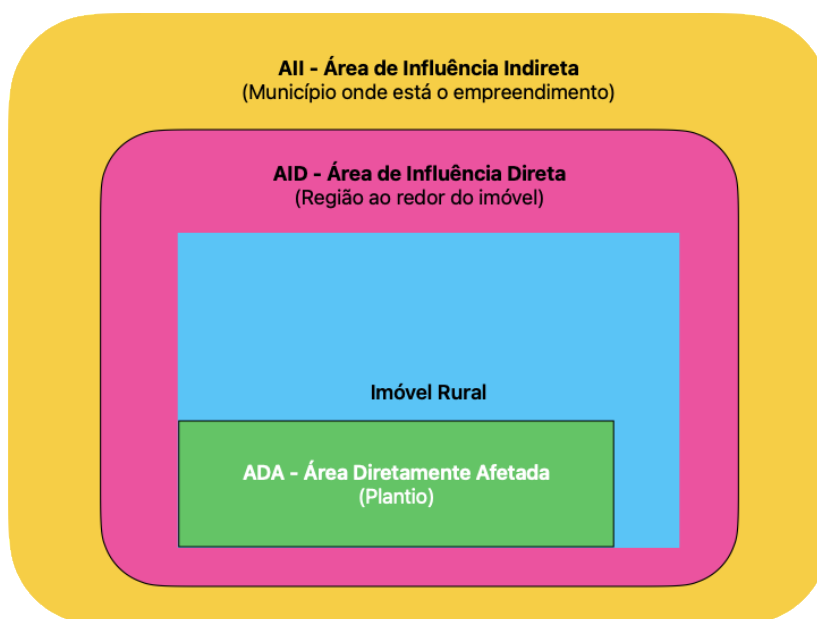 AII - Área de Influência Indireta
(Município onde está o empreendimento)
AID - Área de Influência Direta
(Região ao redor do imóvel)
Imóvel Rural
ADA - Área Diretamente Afetada
(Plantio)